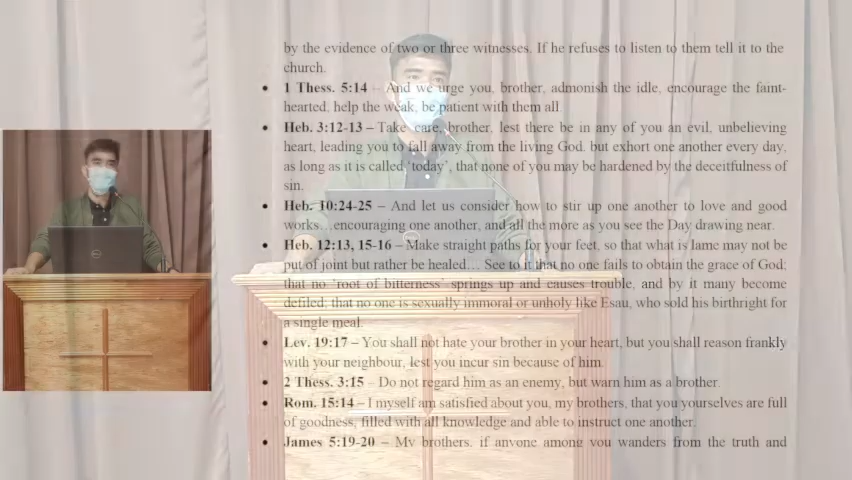 by the evidence of two or three witnesses. If he refuses to listen to them tell it to the
church.
• 1 Thess. 5:14 – And we urge you, brother, admonish the idle, encourage the faint-
hearted, help the weak, be patient with them all.
• Heb. 3:12-13 – Take care, brother, lest there be in any of you an evil, unbelieving
heart, leading you to fall away from the living God, but exhort one another every day,
as long as it is called ‘today’, that none of you may be hardened by the deceitfulness of
sin.
• Heb. 10:24-25 – And let us consider how to stir up one another to love and good
works…encouraging one another, and all the more as you see the Day drawing near.
• Heb. 12:13, 15-16 – Make straight paths for your feet, so that what is lame may not be
put of joint but rather be healed… See to it that no one fails to obtain the grace of God;
that no ‘root of bitterness’ springs up and causes trouble, and by it many become
defiled; that no one is sexually immoral or unholy like Esau, who sold his birthright for
a single meal.
• Lev. 19:17 – You shall not hate your brother in your heart, but you shall reason frankly
with your neighbour, lest you incur sin because of him.
• 2 Thess. 3:15 – Do not regard him as an enemy, but warn him as a brother.
• Rom. 15:14 – I myself am satisfied about you, my brothers, that you yourselves are full
of goodness, filled with all knowledge and able to instruct one another.
• James 5:19-20 – My brothers, if anyone among you wanders from the truth and